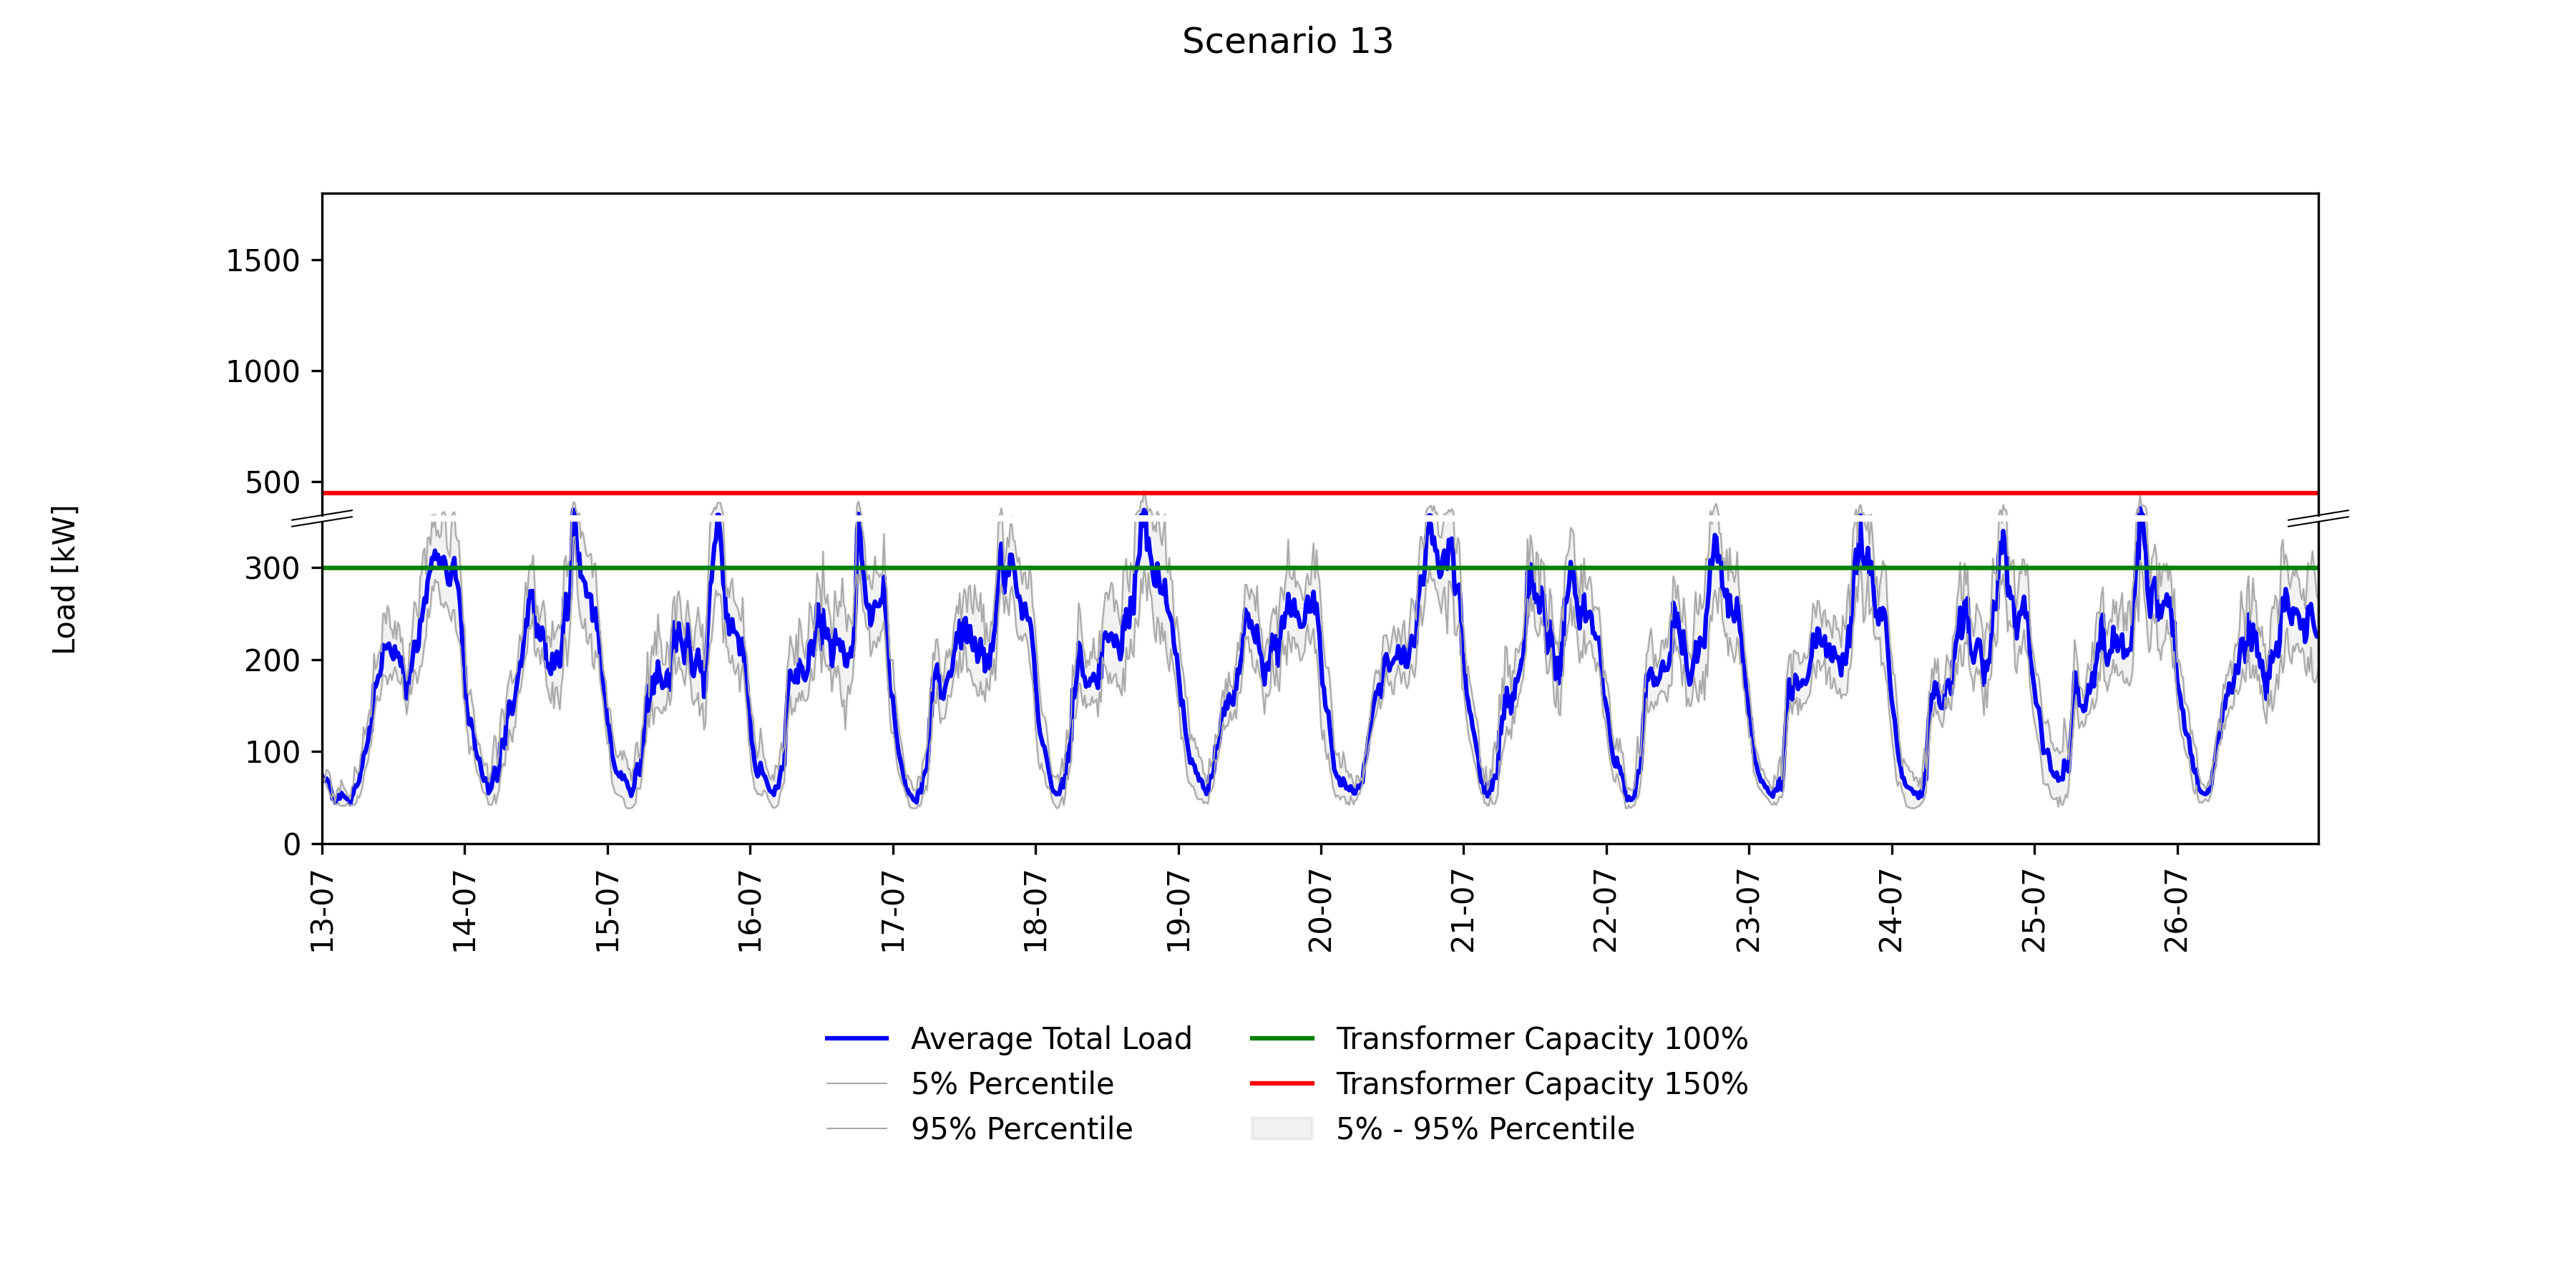 Scenario 13
1500
1000
500
300
200
100
0
Load [kW]
13-07
14-07
15-07
16-07
17-07
18-07
19-07
20-07
21-07
22-07
23-07
24-07
25-07
26-07
Average Total Load
5% Percentile
95% Percentile
Transformer Capacity 100%
Transformer Capacity 150%
5% - 95% Percentile